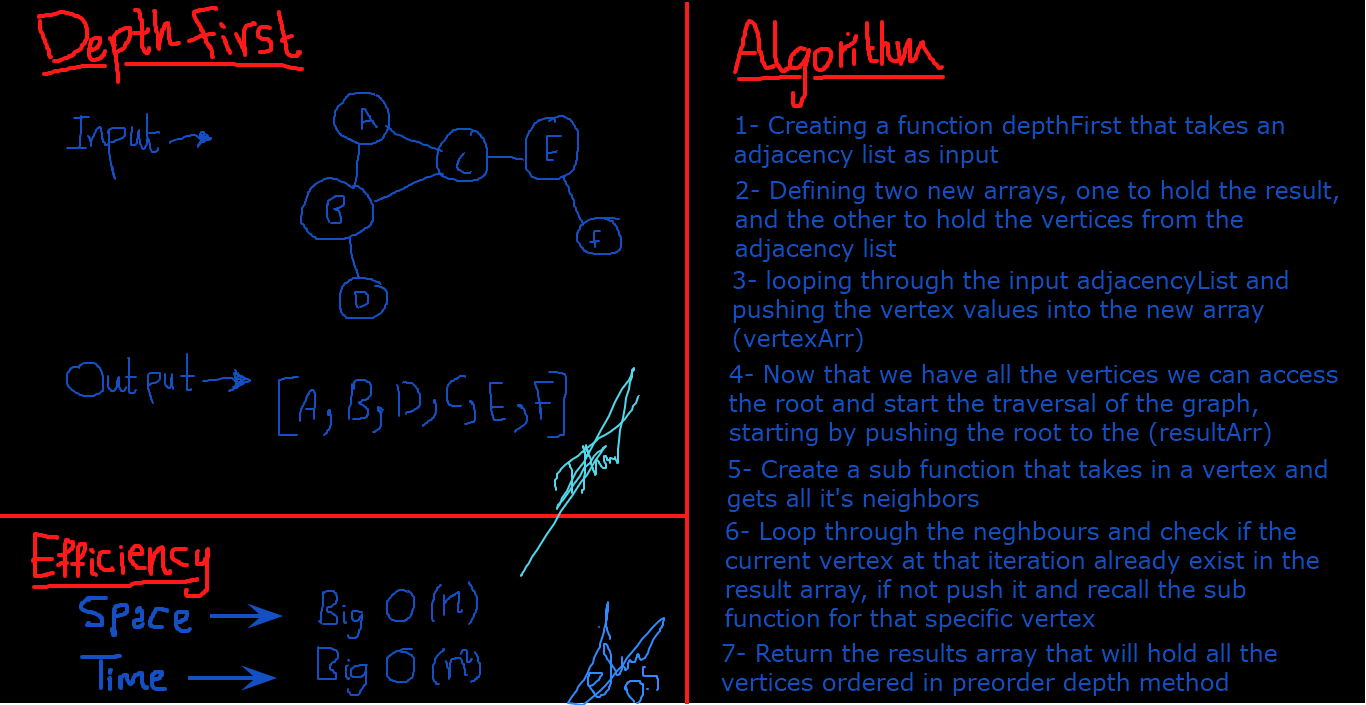 Depth First
Input
A
C
E
B
F
D
Output
[A, B, D, C, E, F]
Efficiency
Space
Big O (n)
Time
Big O (n²)
Algorithm
1- Creating a function depthFirst that takes an
adjacency list as input
2- Defining two new arrays, one to hold the result,
and the other to hold the vertices from the
adjacency list
3- looping through the input adjacencyList and
pushing the vertex values into the new array
(vertexArr)
4- Now that we have all the vertices we can access
the root and start the traversal of the graph,
starting by pushing the root to the (resultArr)
5- Create a sub function that takes in a vertex and
gets all it's neighbors
6- Loop through the neghbours and check if the
current vertex at that iteration already exist in the
result array, if not push it and recall the sub
function for that specific vertex
7- Return the results array that will hold all the
vertices ordered in preorder depth method